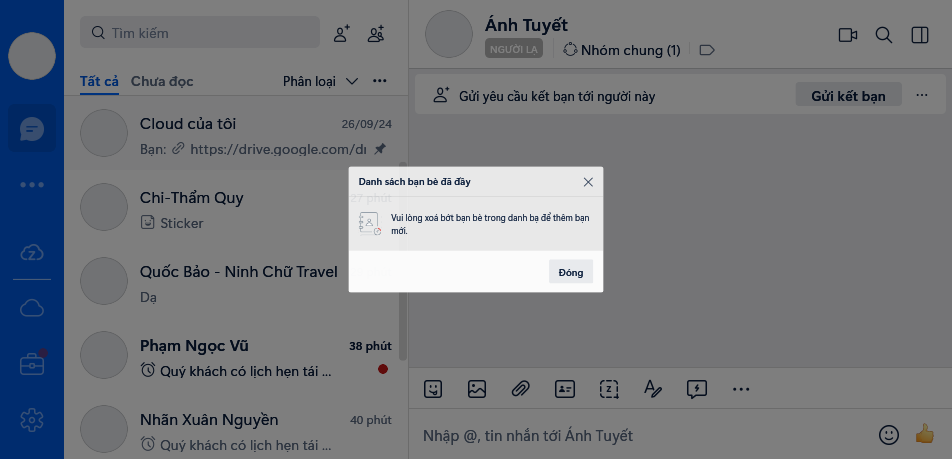 Tìm kiếm
Tất cả Chưa đọc Phân loại
Cloud của tôi 26/09/24
Bạn: https://drive.google.com/dr
Chi-Thẩm Quy 27 phút
Sticker
Quốc Bảo - Ninh Chữ Travel
Dạ
Phạm Ngọc Vũ 38 phút
Quý khách có lịch hẹn tái ...
Nhãn Xuân Nguyền 40 phút
Quý khách có lịch hẹn tái ...
Ánh Tuyết
NGƯỜI LẠ Nhóm chung (1)
Gửi yêu cầu kết bạn tới người này Gửi kết bạn
Danh sách bạn bè đã đầy
Vui lòng xoá bớt bạn bè trong danh bạ để thêm bạn
mới.
Đóng
Nhập @, tin nhắn tới Ánh Tuyết